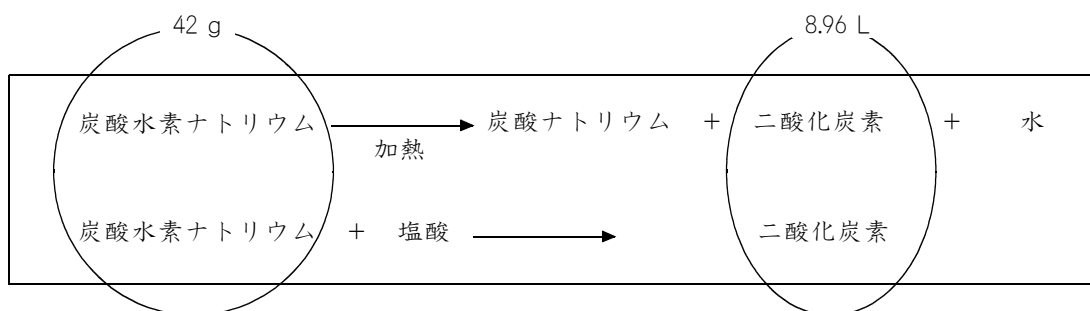 42 g
8.96 L
炭酸水素ナトリウム 炭酸ナトリウム + 二酸化炭素 + 水
加熱
炭酸水素ナトリウム + 塩酸 二酸化炭素